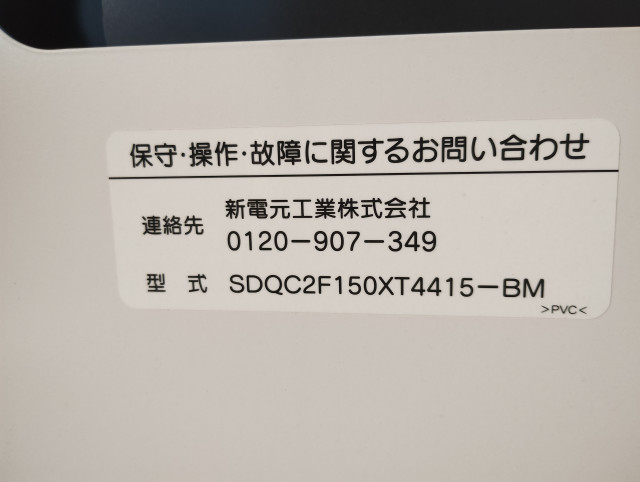 保守・操作・故障に関するお問い合わせ
連絡先 新電元工業株式会社
0120-907-349
型 式 SDQC2F150XT4415-BM
>PVC<